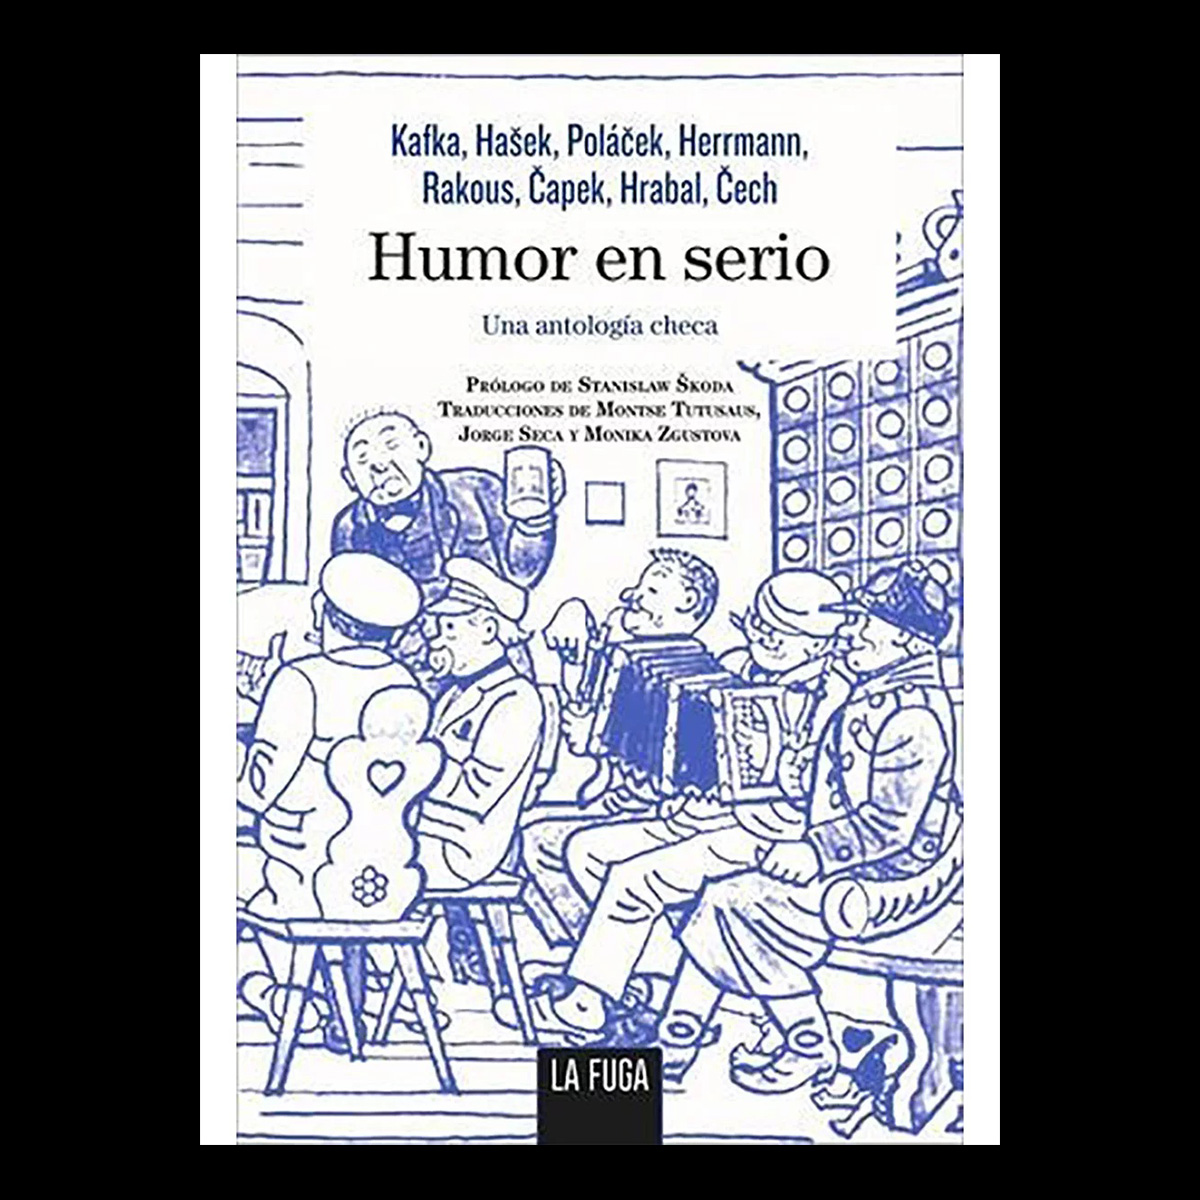 Kafka, Hašek, Poláček, Herrmann,
Rakous, Čapek, Hrabal, Čech
Humor en serio
Una antología checa
Prólogo de Stanislaw Škoda
Traducciones de Montse Tutusaus,
Jorge Seca y Monika Zgustova
LA FUGA